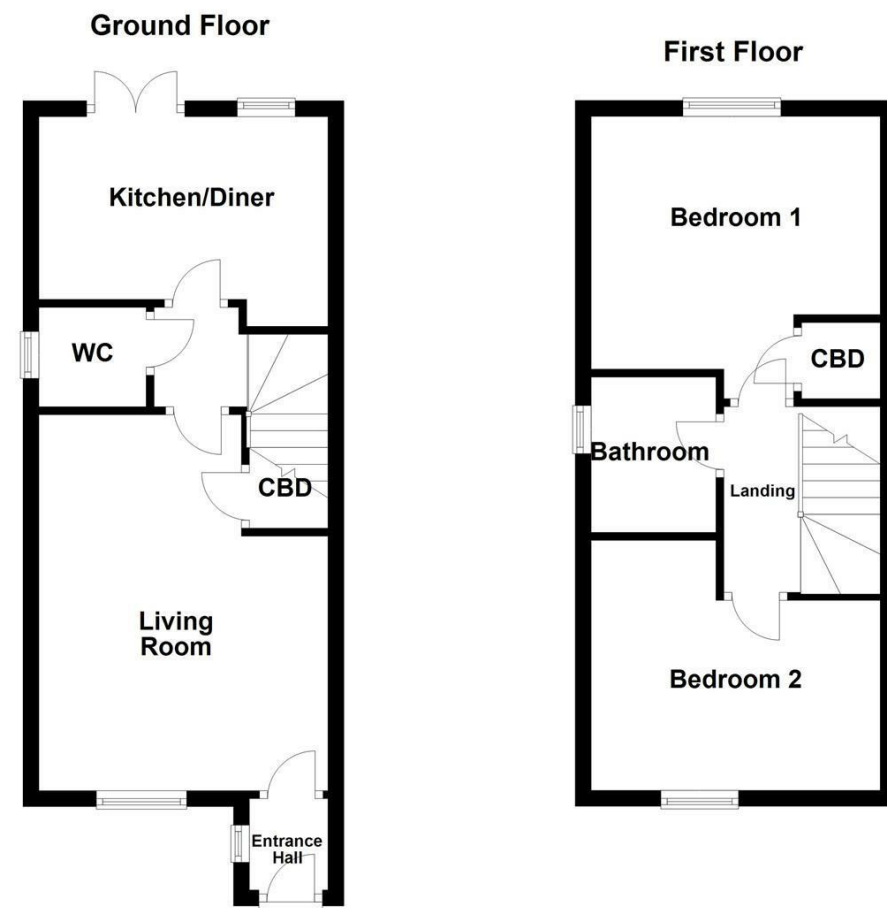 Ground Floor
Kitchen/Diner
WC
CBD
Living
Room
Entrance
Hall
First Floor
Bedroom 1
CBD
Bathroom
Landing
Bedroom 2